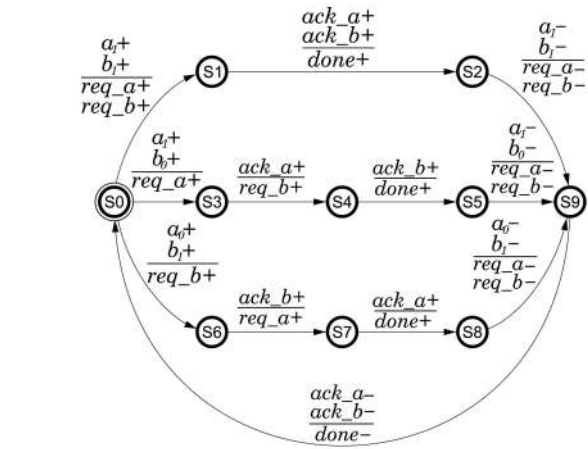 a₁+
b₁+
req_a+
req_b+
S1
ack_a+
ack_b+
done+
S2
a₁−
b₁−
req_a−
req_b−
S0
a₁+
b₀+
req_a+
S3
ack_a+
req_b+
S4
ack_b+
done+
S5
a₁−
b₀−
req_a−
req_b−
S9
a₀+
b₁+
req_b+
S6
ack_b+
req_a+
S7
ack_a+
done+
S8
a₀−
b₁−
req_a−
req_b−
ack_a−
ack_b−
done−